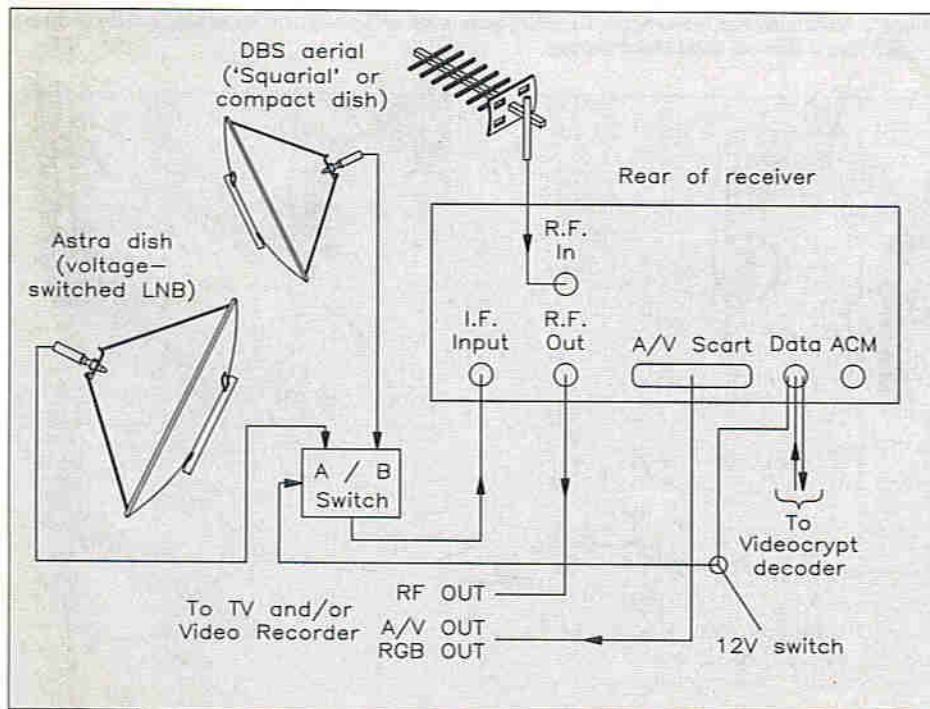 DBS aerial
('Squarial' or
compact dish)
Astra dish
(voltage–
switched LNB)
Rear of receiver
R.F.
In
I.F.
Input
R.F.
Out
A/V Scart
Data
ACM
A / B
Switch
To
Videocrypt
decoder
12V switch
To TV and/or
Video Recorder
RF OUT
A/V OUT
RGB OUT